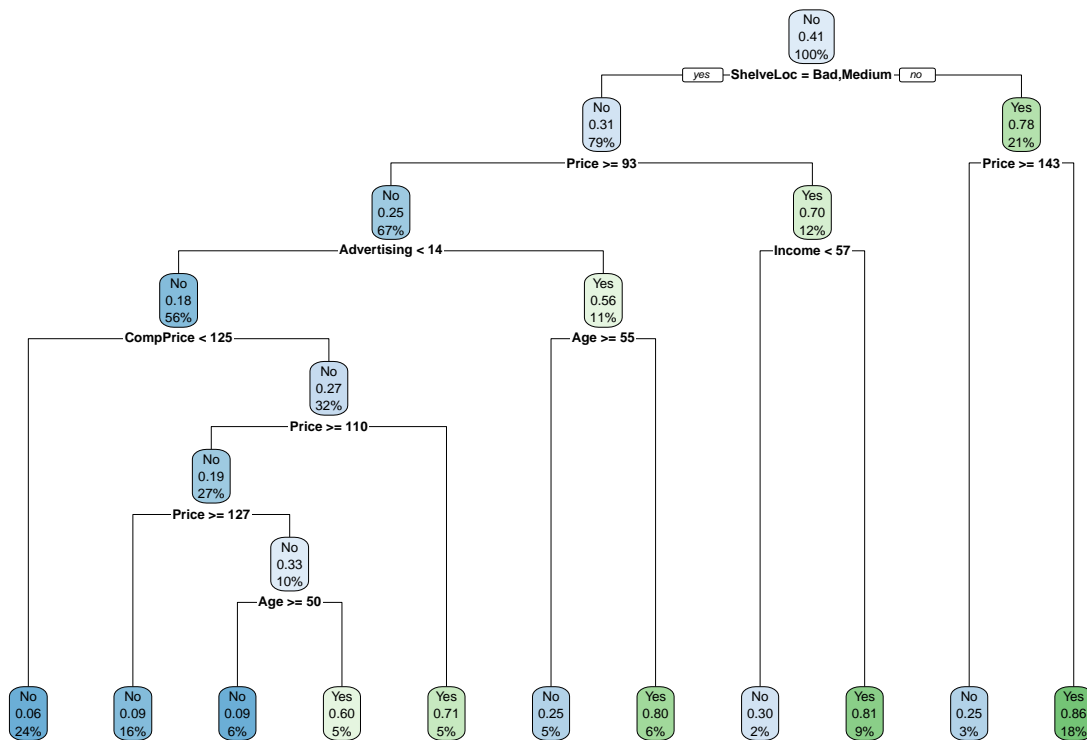 No
0.41
100%
yes ShelveLoc = Bad,Medium no
No
0.31
79%
Yes
0.78
21%
Price >= 93
Price >= 143
No
0.25
67%
Yes
0.70
12%
Advertising < 14
Income < 57
No
0.18
56%
Yes
0.56
11%
CompPrice < 125
Age >= 55
No
0.27
32%
Price >= 110
No
0.19
27%
Price >= 127
No
0.33
10%
Age >= 50
No
0.06
24%
No
0.09
16%
No
0.09
6%
Yes
0.60
5%
Yes
0.71
5%
No
0.25
5%
Yes
0.80
6%
No
0.30
2%
Yes
0.81
9%
No
0.25
3%
Yes
0.86
18%